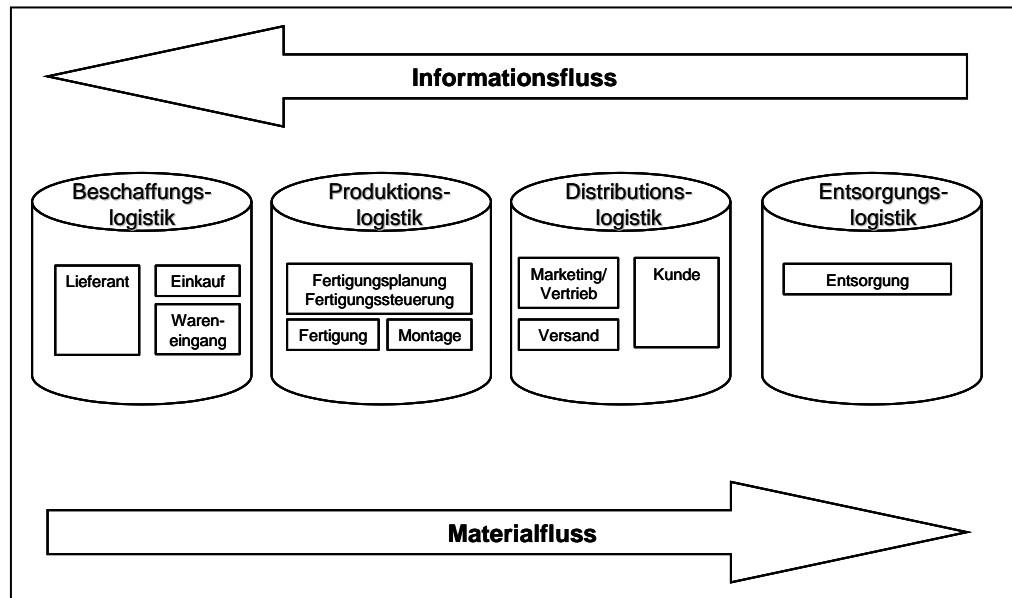 Informationsfluss
Beschaffungs-
logistik
Lieferant
Einkauf
Waren-
eingang
Produktions-
logistik
Fertigungsplanung
Fertigungssteuerung
Fertigung
Montage
Distributions-
logistik
Marketing/
Vertrieb
Versand
Kunde
Entsorgungs-
logistik
Entsorgung
Materialfluss